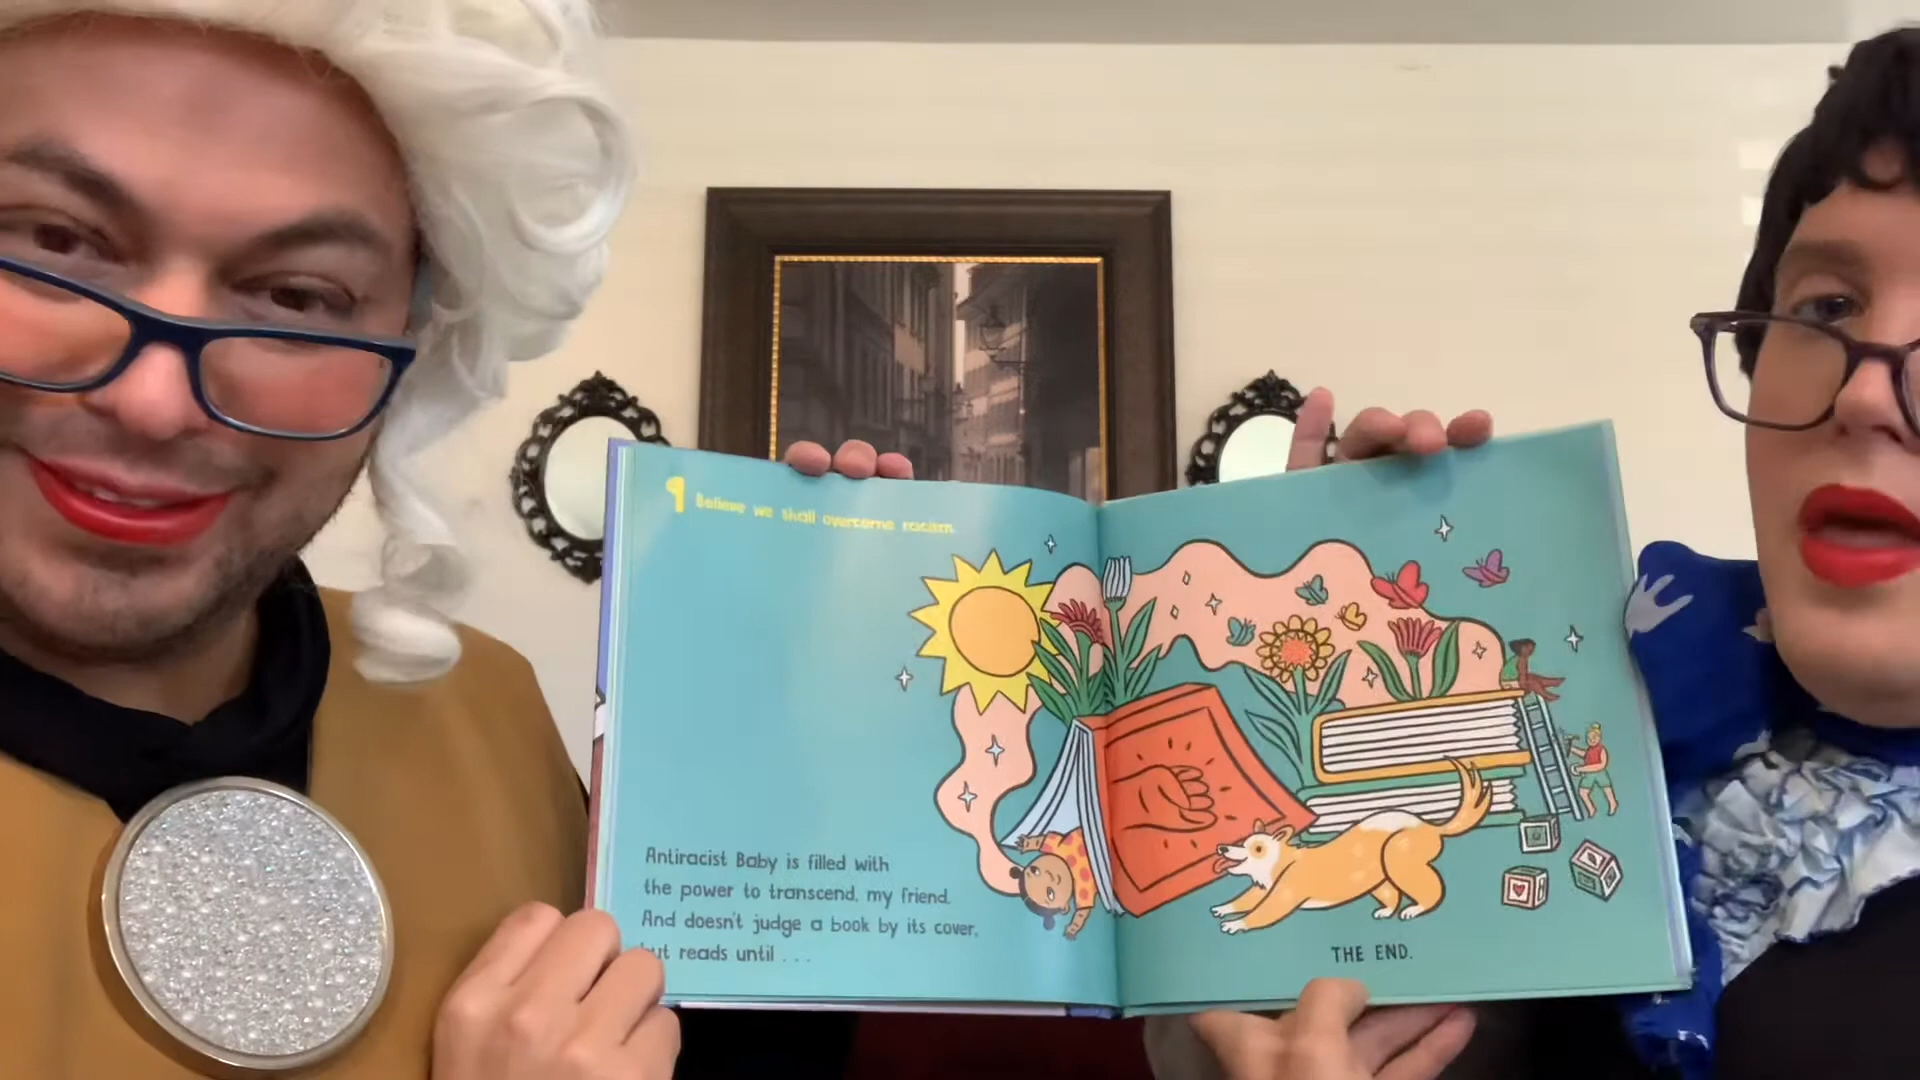 9 Believe we shall overcome racism.
Antiracist Baby is filled with
the power to transcend, my friend.
And doesn't judge a book by its cover,
but reads until . . .
THE END.